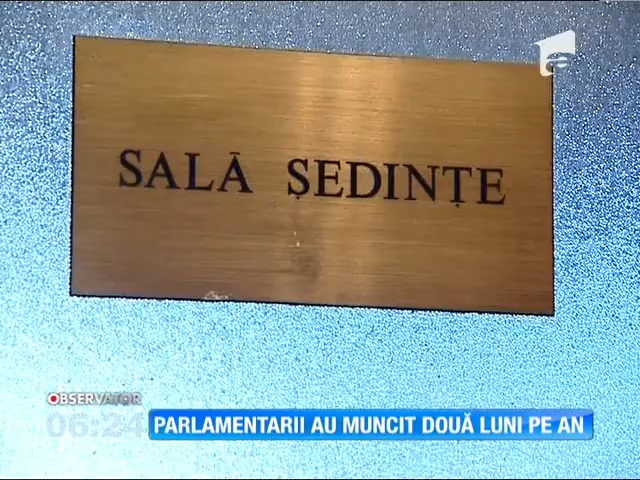 SALĂ ȘEDINȚE
OBSERVATOR
06:24
PARLAMENTARII AU MUNCIT DOUĂ LUNI PE AN